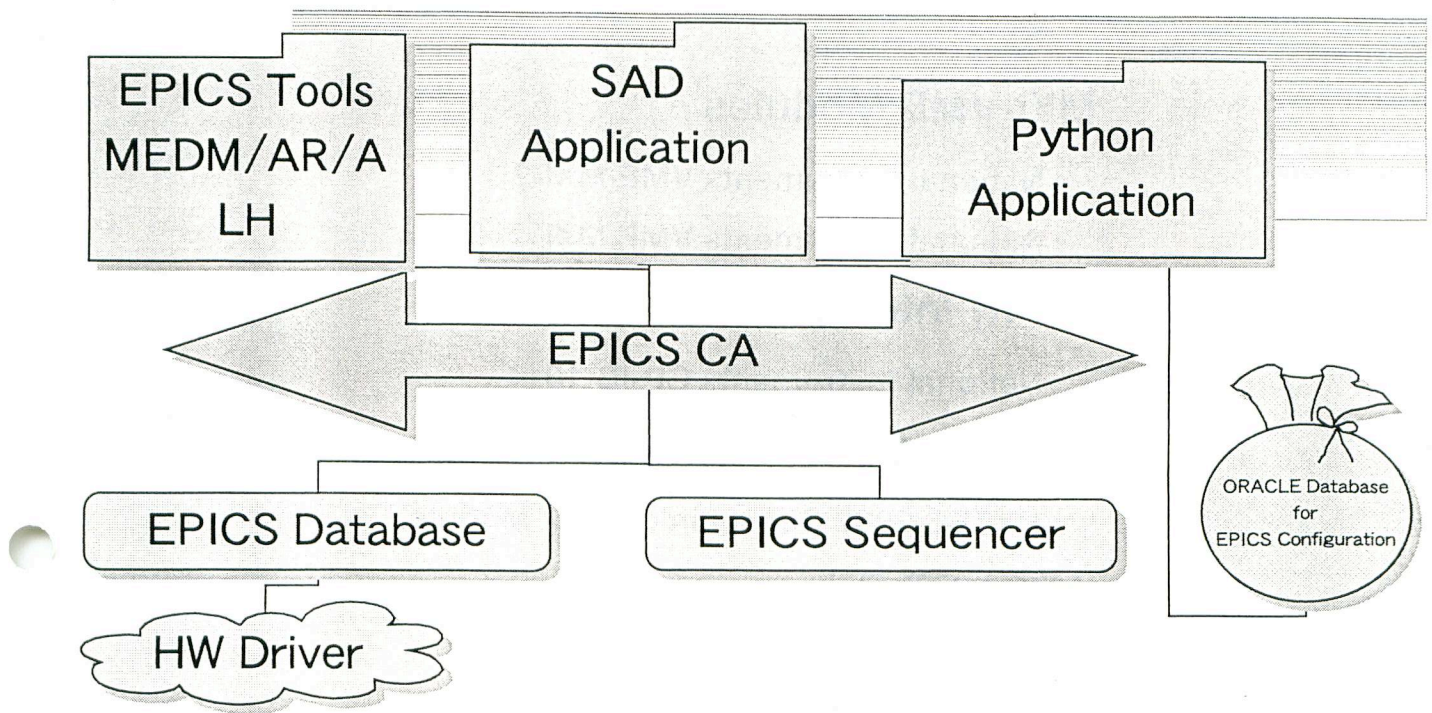 EPICS Tools
MEDM/AR/A
LH
SAD
Application
Python
Application
EPICS CA
EPICS Database
EPICS Sequencer
ORACLE Database
for
EPICS Configuration
HW Driver